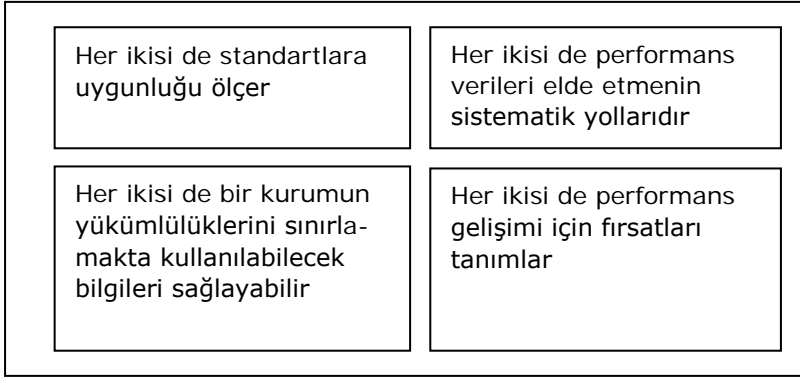 Her ikisi de standartlara
uygunluğu ölçer
Her ikisi de performans
verileri elde etmenin
sistematik yollarıdır
Her ikisi de bir kurumun
yükümlülüklerini sınırla-
makta kullanılabilecek
bilgileri sağlayabilir
Her ikisi de performans
gelişimi için fırsatları
tanımlar